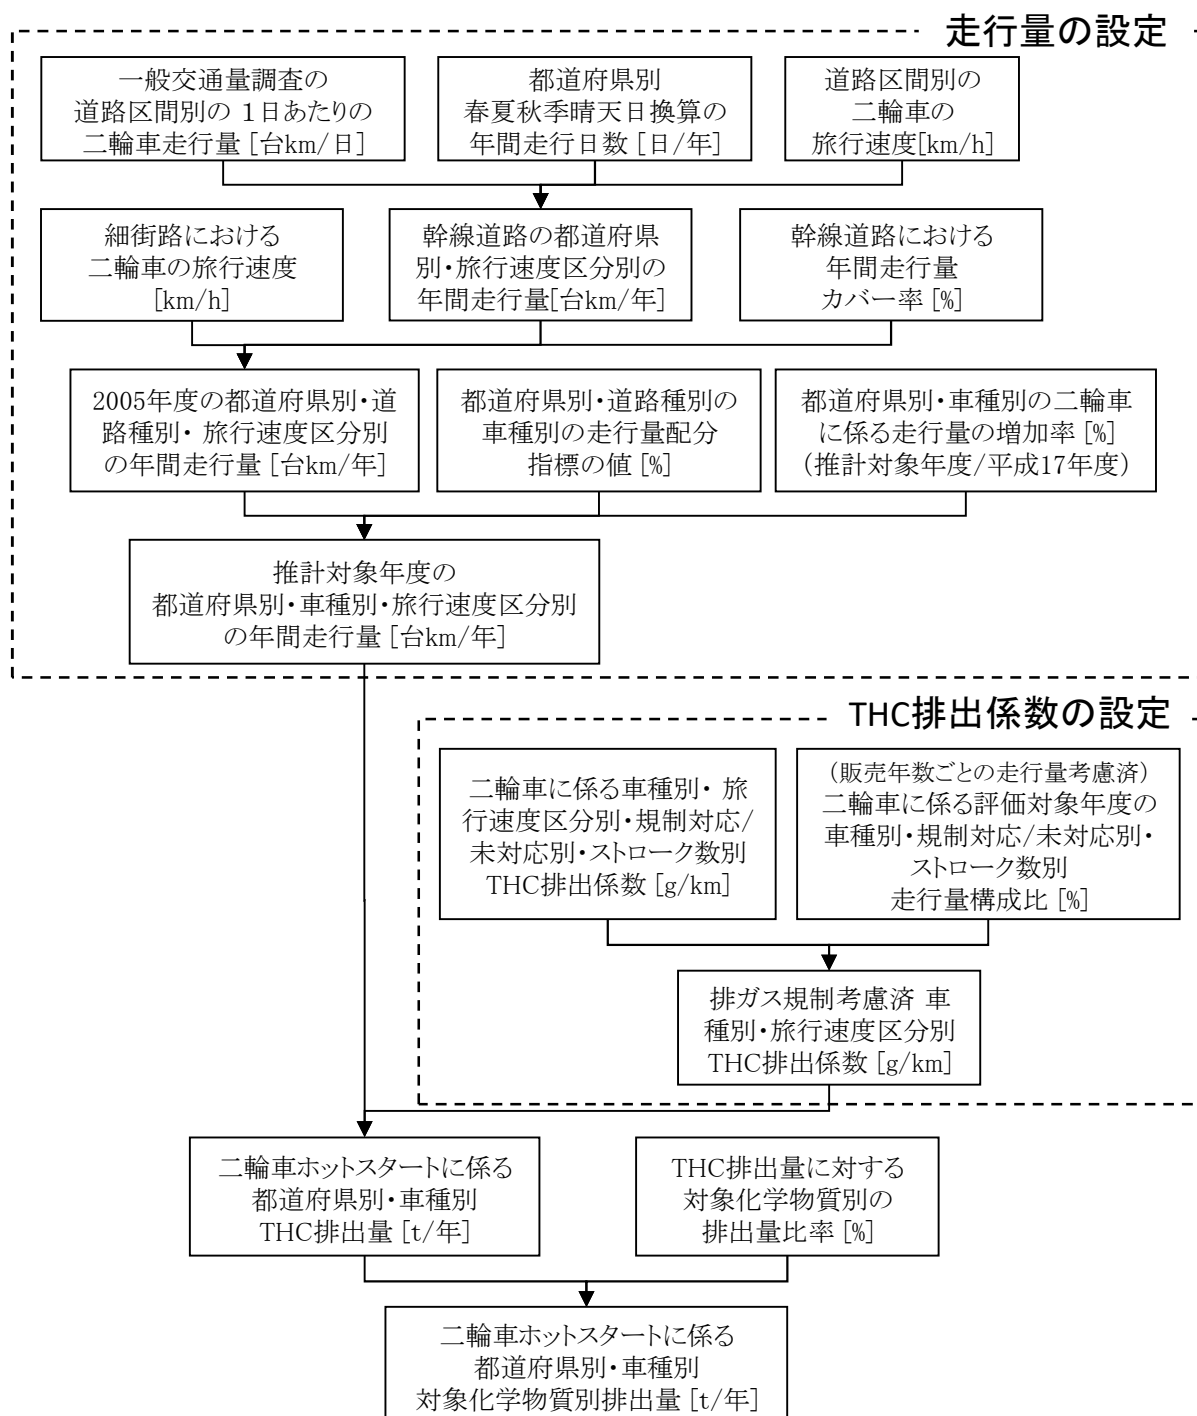 走行量の設定
一般交通量調査の
道路区間別の 1日あたりの
二輪車走行量 [台km/日]
都道府県別
春夏秋季晴天日換算の
年間走行日数 [日/年]
道路区間別の
二輪車の
旅行速度[km/h]
細街路における
二輪車の旅行速度
[km/h]
幹線道路の都道府県
別・旅行速度区分別の
年間走行量[台km/年]
幹線道路における
年間走行量
カバー率 [%]
2005年度の都道府県別・道
路種別・ 旅行速度区分別
の年間走行量 [台km/年]
都道府県別・道路種別の
車種別の走行量配分
指標の値 [%]
都道府県別・車種別の二輪車
に係る走行量の増加率 [%]
(推計対象年度/平成17年度)
推計対象年度の
都道府県別・車種別・旅行速度区分別
の年間走行量 [台km/年]
THC排出係数の設定
二輪車に係る車種別・ 旅
行速度区分別・規制対応/
未対応別・ストローク数別
THC排出係数 [g/km]
(販売年数ごとの走行量考慮済)
二輪車に係る評価対象年度の
車種別・規制対応/未対応別・
ストローク数別
走行量構成比 [%]
排ガス規制考慮済 車
種別・旅行速度区分別
THC排出係数 [g/km]
二輪車ホットスタートに係る
都道府県別・車種別
THC排出量 [t/年]
THC排出量に対する
対象化学物質別の
排出量比率 [%]
二輪車ホットスタートに係る
都道府県別・車種別
対象化学物質別排出量 [t/年]